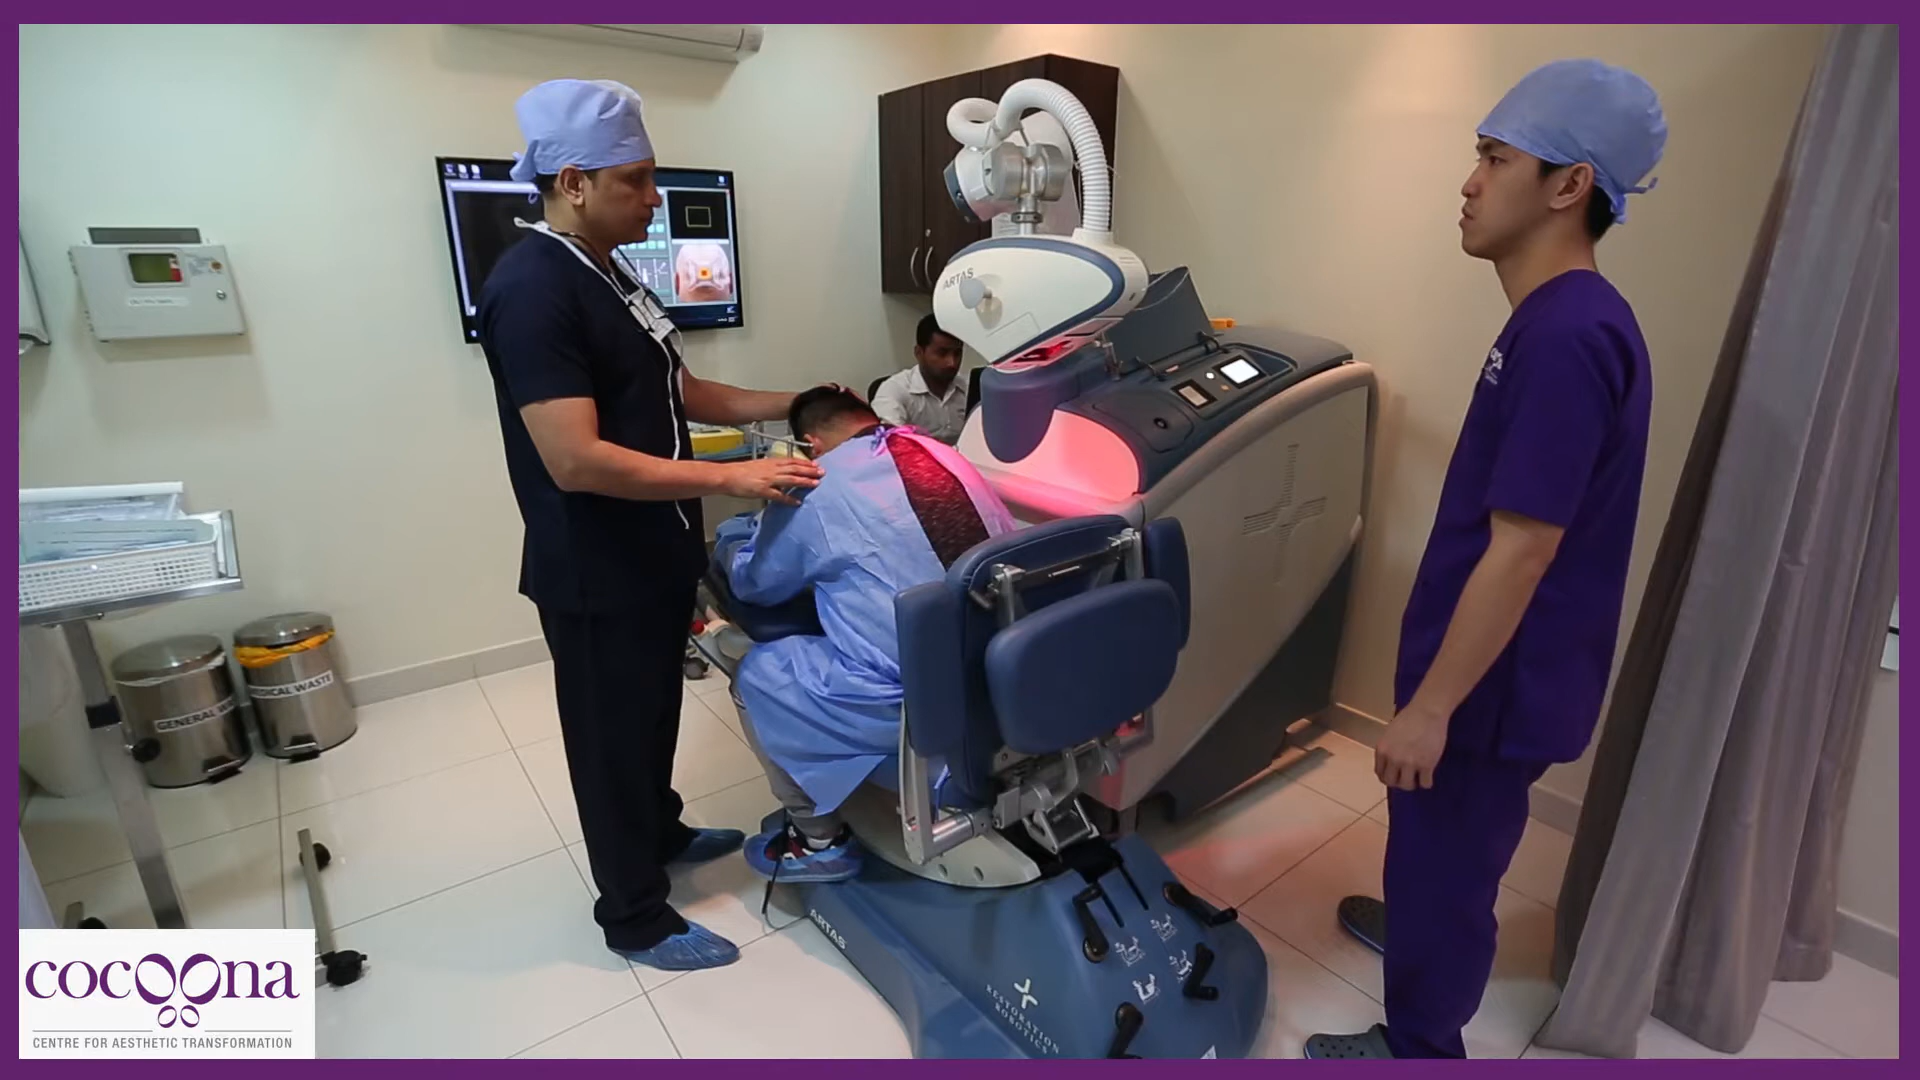 ARTAS
GENERAL
MEDICAL WASTE
ARTAS
RESTORATION
ROBOTICS
cocoona
CENTRE FOR AESTHETIC TRANSFORMATION